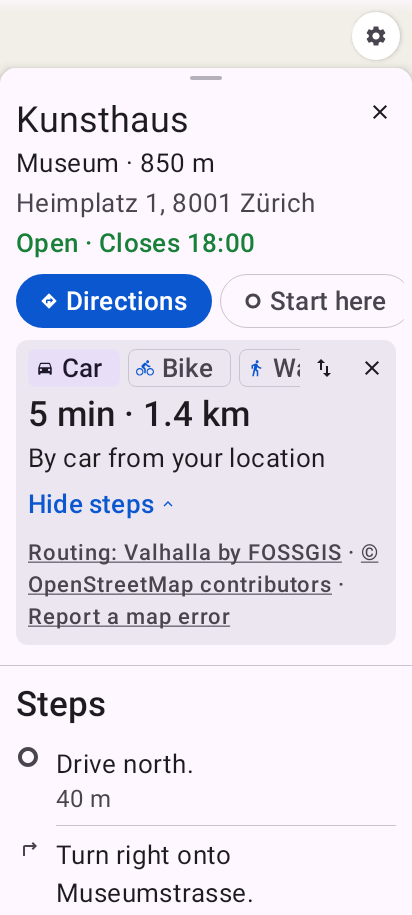 Kunsthaus
Museum · 850 m
Heimplatz 1, 8001 Zürich
Open · Closes 18:00
Directions
Start here
Car
Bike
5 min · 1.4 km
By car from your location
Hide steps
Routing: Valhalla by FOSSGIS · ©
OpenStreetMap contributors ·
Report a map error
Steps
Drive north.
40 m
Turn right onto
Museumstrasse.